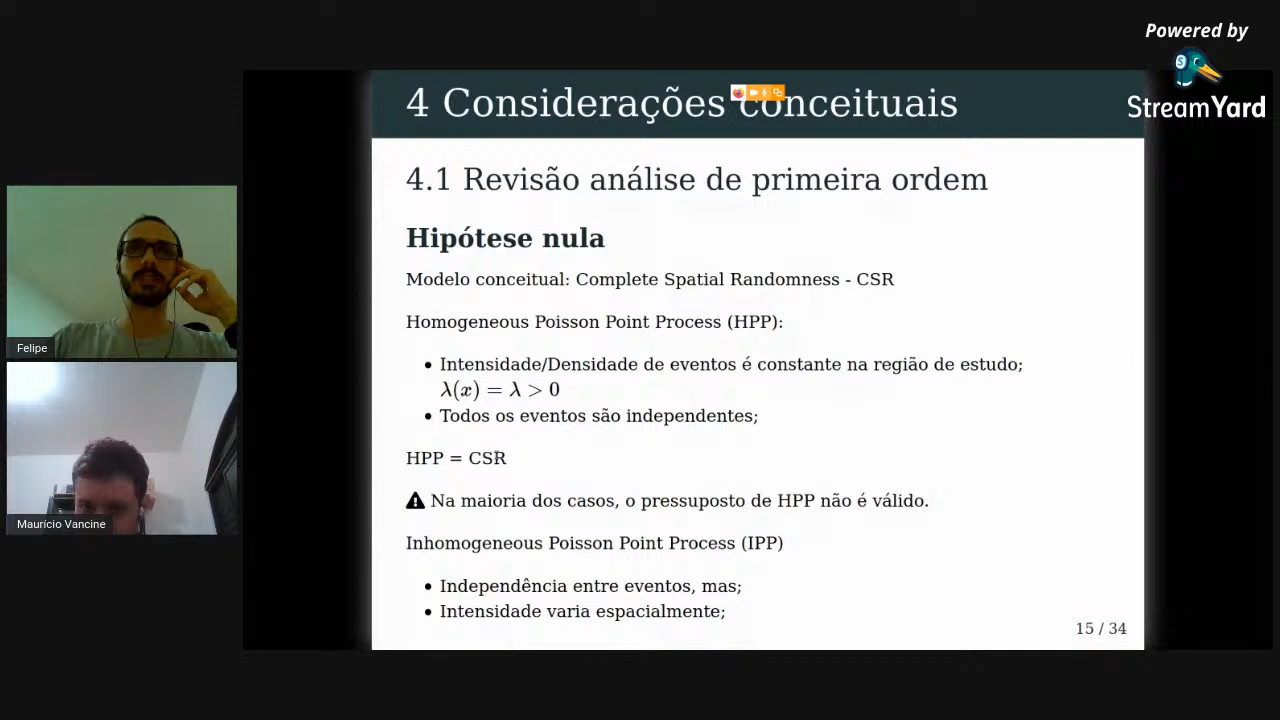 Powered by
StreamYard
4 Considerações conceituais
4.1 Revisão análise de primeira ordem
Hipótese nula
Modelo conceitual: Complete Spatial Randomness - CSR
Homogeneous Poisson Point Process (HPP):
• Intensidade/Densidade de eventos é constante na região de estudo;
λ(x) = λ > 0
• Todos os eventos são independentes;
HPP = CSR
Na maioria dos casos, o pressuposto de HPP não é válido.
Inhomogeneous Poisson Point Process (IPP)
• Independência entre eventos, mas;
• Intensidade varia espacialmente;
15 / 34
Felipe
Maurício Vancine